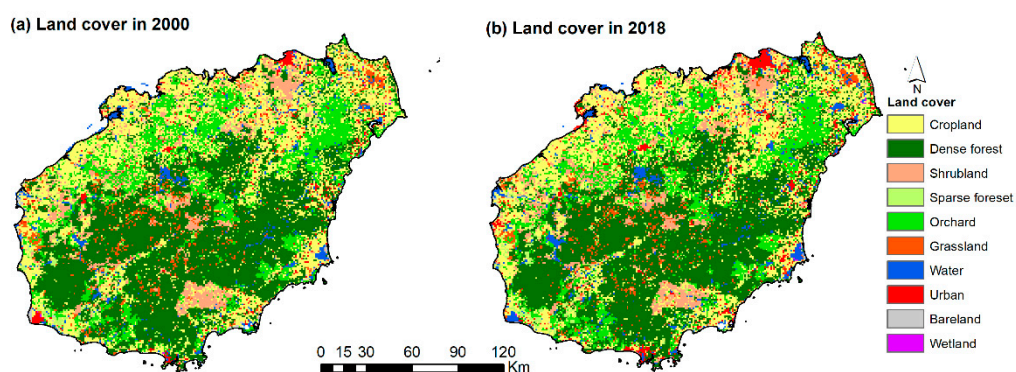 (a) Land cover in 2000
(b) Land cover in 2018
N
Land cover
Cropland
Dense forest
Shrubland
Sparse foreset
Orchard
Grassland
Water
Urban
Bareland
Wetland
0 15 30 60 90 120
Km